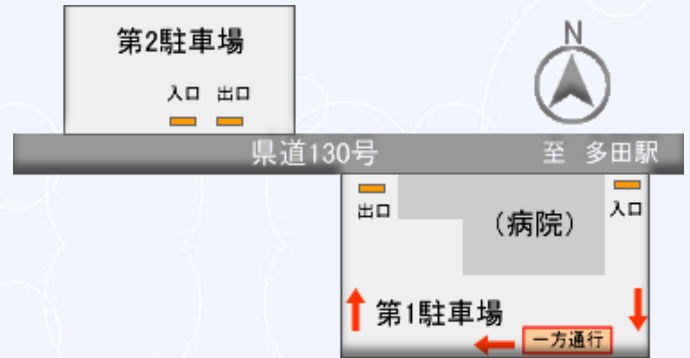 第2駐車場
入口 出口
N
県道130号
至 多田駅
出口
(病院)
入口
第1駐車場
一方通行